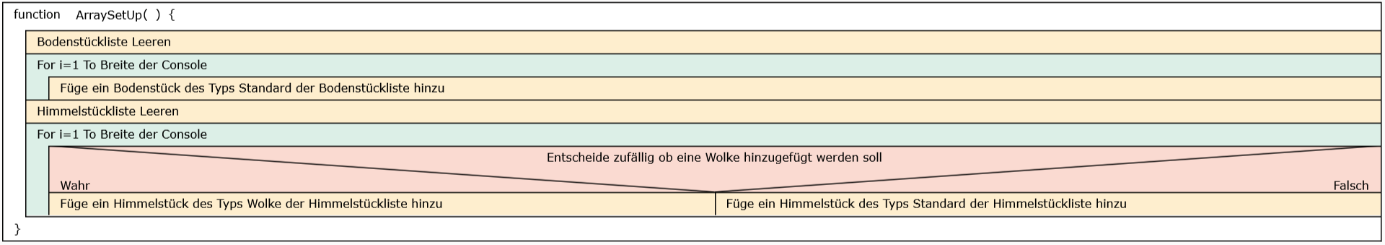 function ArraySetUp( ) {
Bodenstückliste Leeren
For i=1 To Breite der Console
Füge ein Bodenstück des Typs Standard der Bodenstückliste hinzu
Himmelstückliste Leeren
For i=1 To Breite der Console
Entscheide zufällig ob eine Wolke hinzugefügt werden soll
Wahr Falsch
Füge ein Himmelstück des Typs Wolke der Himmelstückliste hinzu Füge ein Himmelstück des Typs Standard der Himmelstückliste hinzu
}